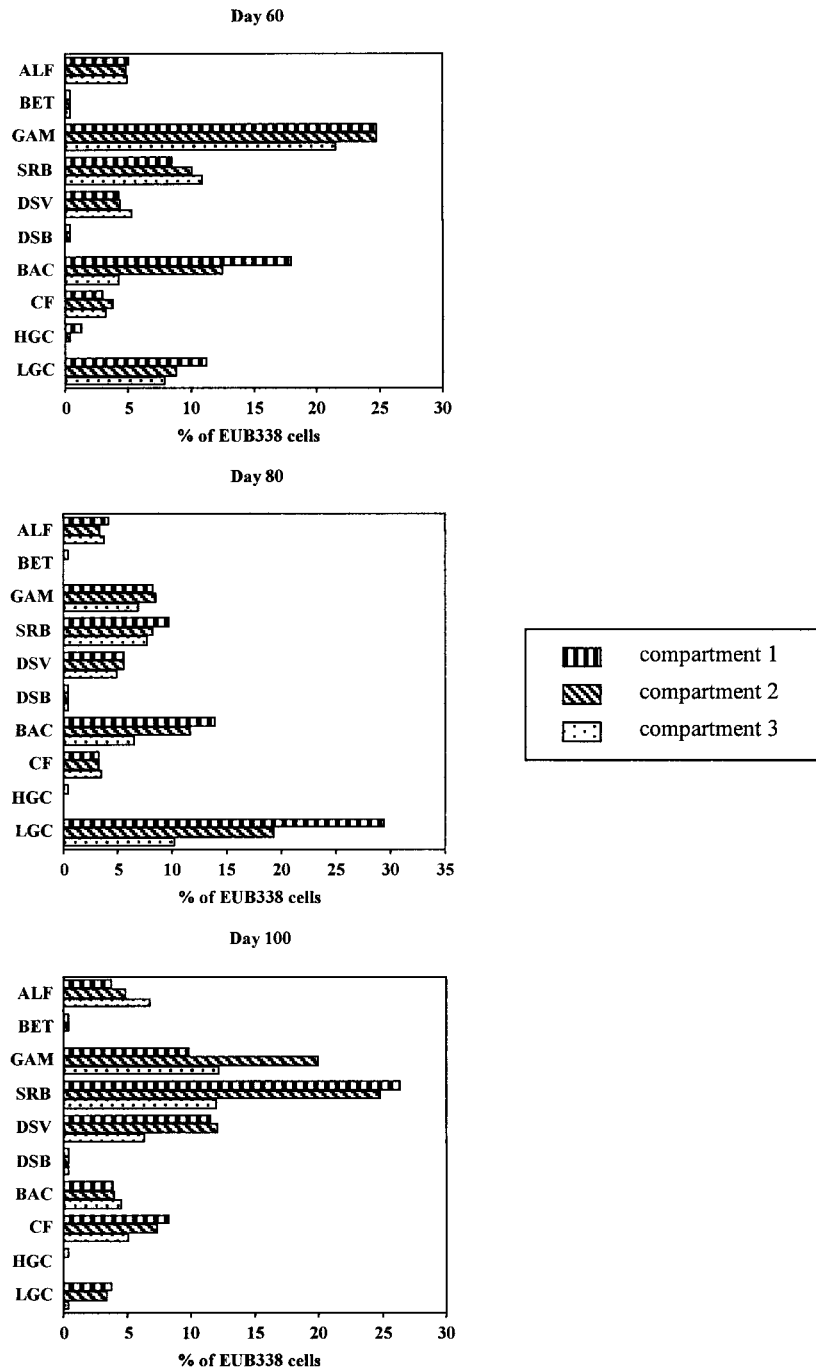 Day 60
ALF
BET
GAM
SRB
DSV
DSB
BAC
CF
HGC
LGC
0 5 10 15 20 25 30
% of EUB338 cells
Day 80
ALF
BET
GAM
SRB
DSV
DSB
BAC
CF
HGC
LGC
0 5 10 15 20 25 30 35
% of EUB338 cells
compartment 1
compartment 2
compartment 3
Day 100
ALF
BET
GAM
SRB
DSV
DSB
BAC
CF
HGC
LGC
0 5 10 15 20 25 30
% of EUB338 cells